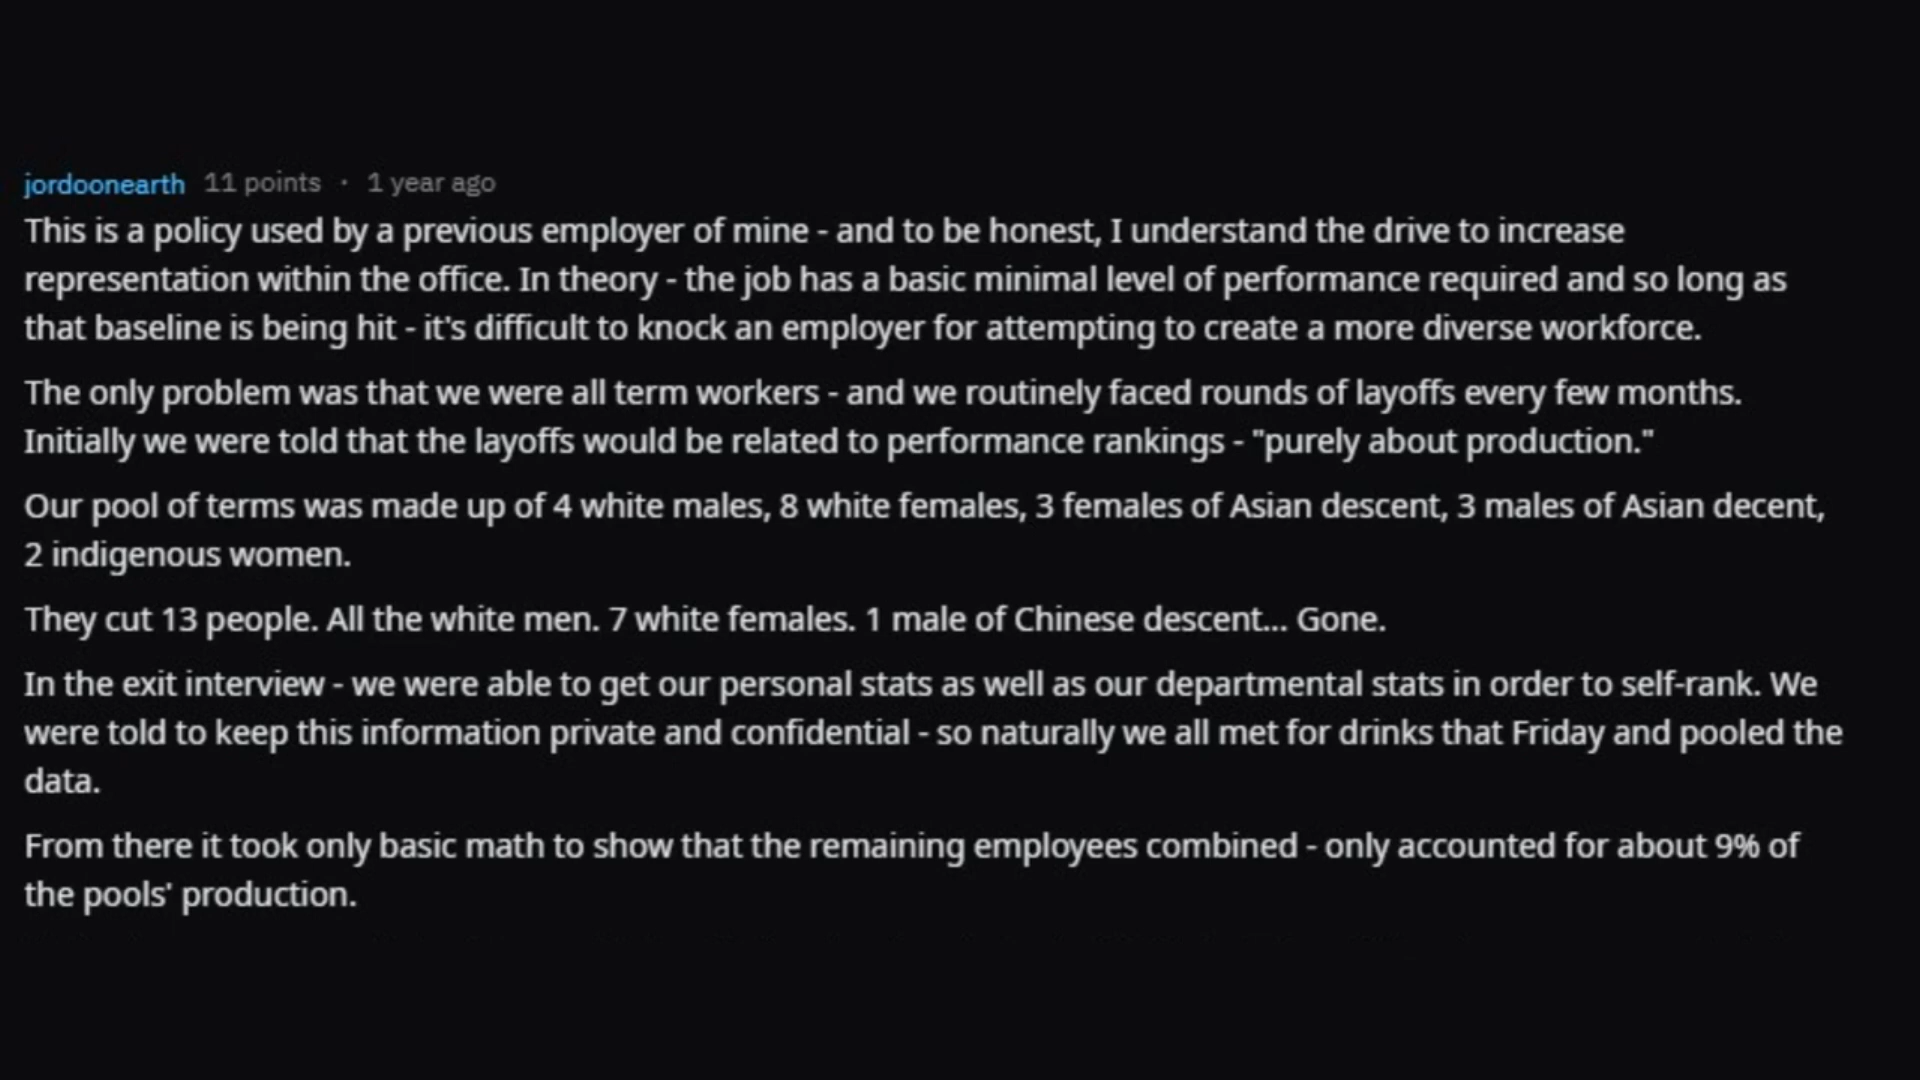 jordoonearth 11 points · 1 year ago
This is a policy used by a previous employer of mine - and to be honest, I understand the drive to increase
representation within the office. In theory - the job has a basic minimal level of performance required and so long as
that baseline is being hit - it's difficult to knock an employer for attempting to create a more diverse workforce.
The only problem was that we were all term workers - and we routinely faced rounds of layoffs every few months.
Initially we were told that the layoffs would be related to performance rankings - "purely about production."
Our pool of terms was made up of 4 white males, 8 white females, 3 females of Asian descent, 3 males of Asian decent,
2 indigenous women.
They cut 13 people. All the white men. 7 white females. 1 male of Chinese descent... Gone.
In the exit interview - we were able to get our personal stats as well as our departmental stats in order to self-rank. We
were told to keep this information private and confidential - so naturally we all met for drinks that Friday and pooled the
data.
From there it took only basic math to show that the remaining employees combined - only accounted for about 9% of
the pools' production.